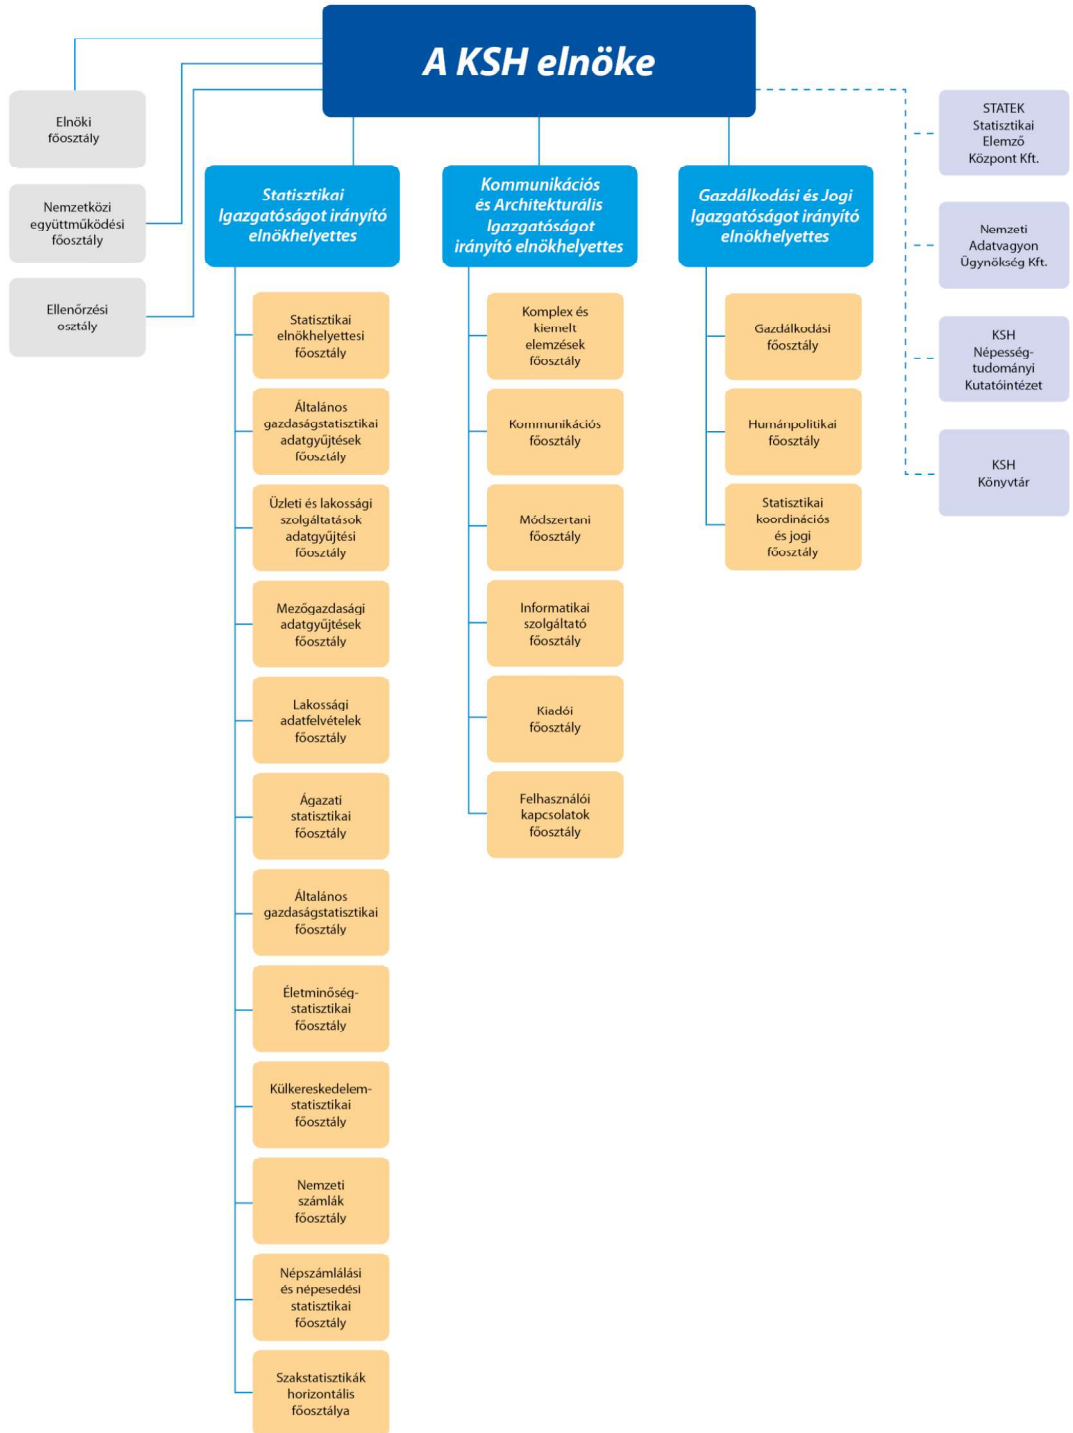 A KSH elnöke
Elnöki
főosztály
Nemzetközi
együttműködési
főosztály
Ellenőrzési
osztály
Statisztikai
Igazgatóságot irányító
elnökhelyettes
Statisztikai
elnökhelyettesi
főosztály
Általános
gazdaságstatisztikai
adatgyűjtések
főosztály
Üzleti és lakossági
szolgáltatások
adatgyűjtési
főosztály
Mezőgazdasági
adatgyűjtések
főosztály
Lakossági
adatfelvételek
főosztály
Ágazati
statisztikai
főosztály
Általános
gazdaságstatisztikai
főosztály
Életminőség-
statisztikai
főosztály
Külkereskedelem-
statisztikai
főosztály
Nemzeti
számlák
főosztály
Népszámlálási
és népesedési
statisztikai
főosztály
Szakstatisztikák
horizontális
főosztálya
Kommunikációs
és Architekturális
Igazgatóságot
irányító elnökhelyettes
Komplex és
kiemelt
elemzések
főosztály
Kommunikációs
főosztály
Módszertani
főosztály
Informatikai
szolgáltató
főosztály
Kiadói
főosztály
Felhasználói
kapcsolatok
főosztály
Gazdálkodási és Jogi
Igazgatóságot irányító
elnökhelyettes
Gazdálkodási
főosztály
Humánpolitikai
főosztály
Statisztikai
koordinációs
és jogi
főosztály
STATEK
Statisztikai
Elemző
Központ Kft.
Nemzeti
Adatvagyon
Ügynökség Kft.
KSH
Népesség-
tudományi
Kutatóintézet
KSH
Könyvtár